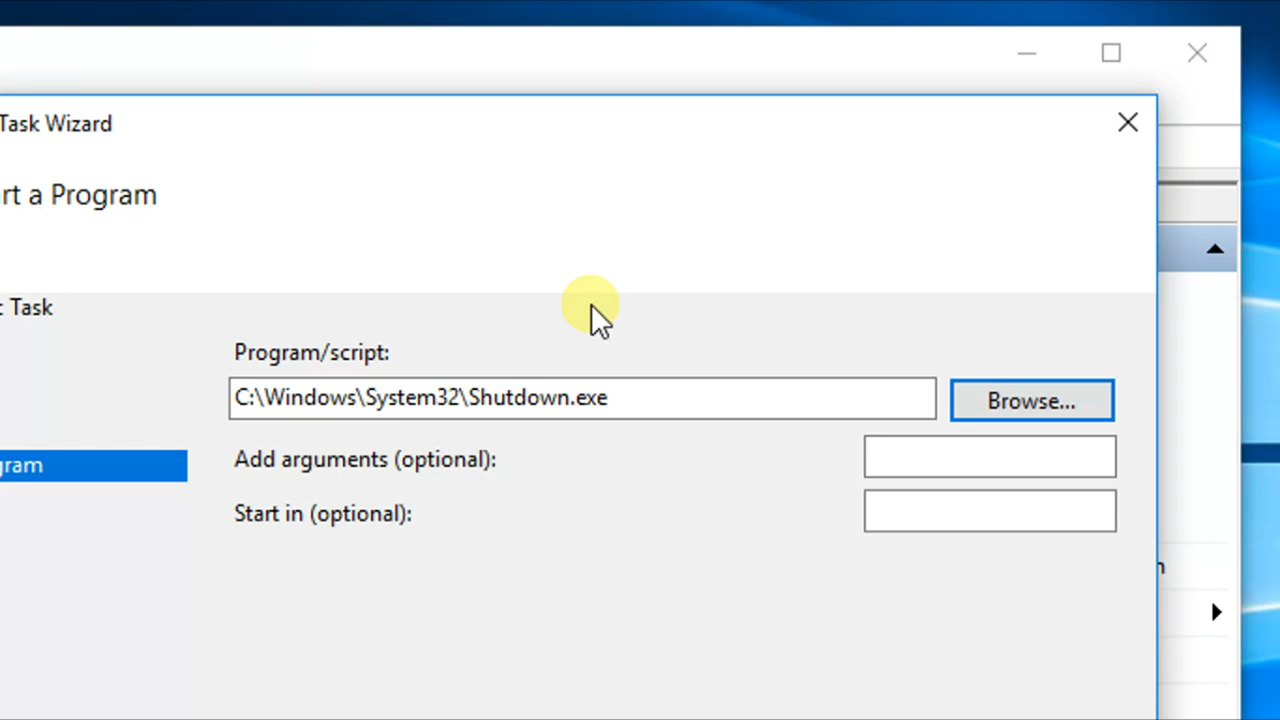 Task Wizard
rt a Program
Task
Program/script:
C:\Windows\System32\Shutdown.exe
Browse...
gram
Add arguments (optional):
Start in (optional):